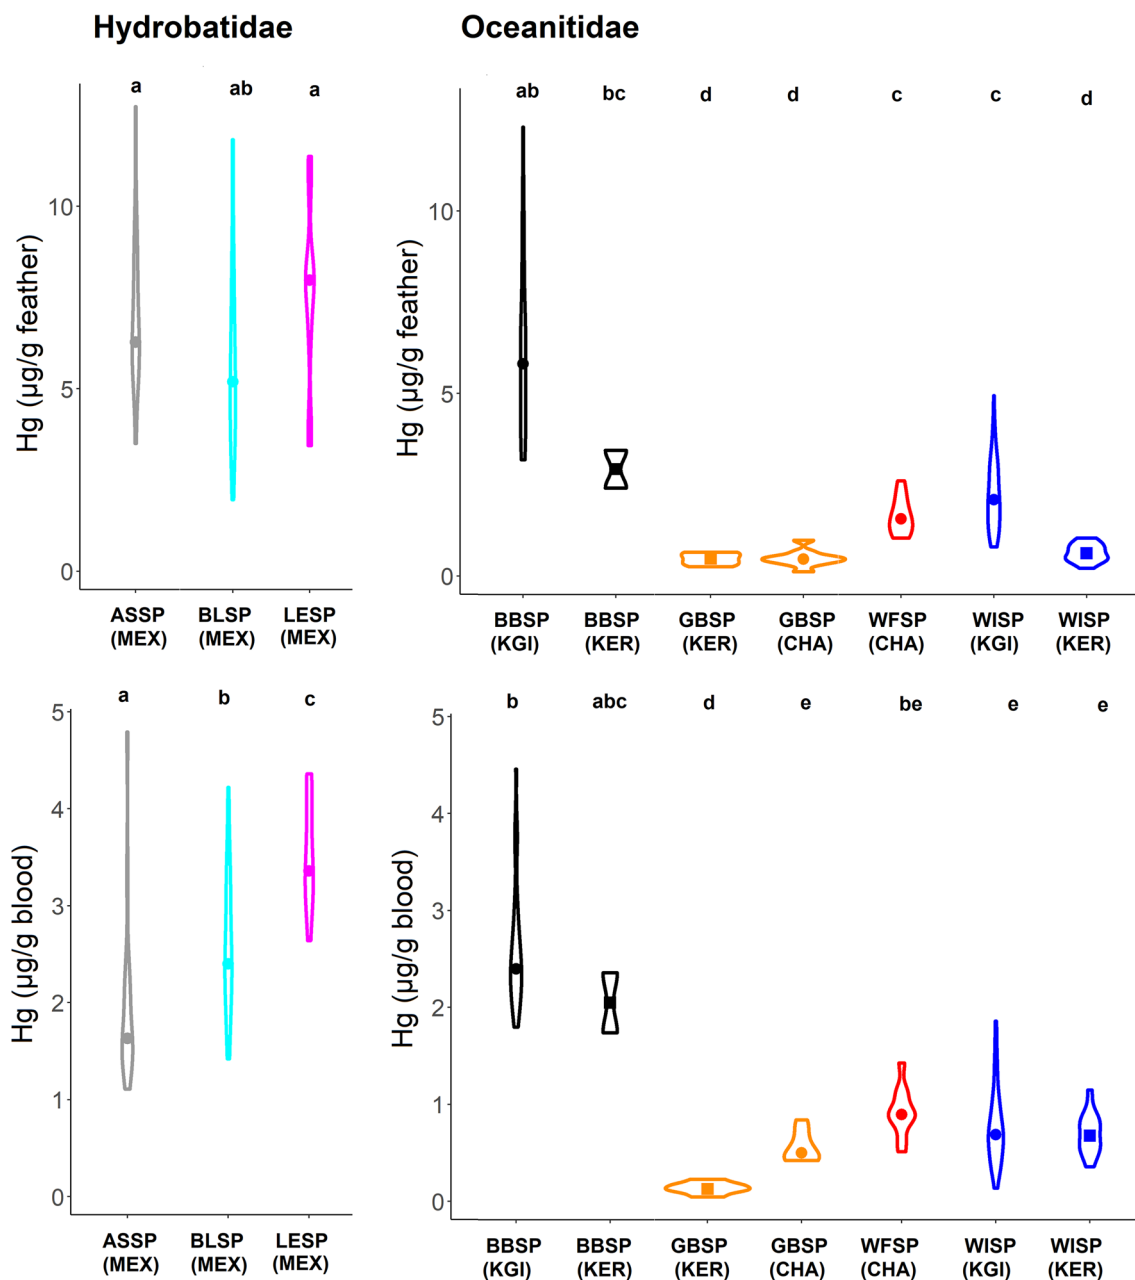 Hydrobatidae
Oceanitidae
a ab a
ab bc d d c c d
Hg (µg/g feather)
10
5
0
ASSP BLSP LESP
(MEX) (MEX) (MEX)
Hg (µg/g feather)
10
5
0
BBSP BBSP GBSP GBSP WFSP WISP WISP
(KGI) (KER) (KER) (CHA) (CHA) (KGI) (KER)
a b c
b abc d e be e e
Hg (µg/g blood)
5
4
3
2
1
0
ASSP BLSP LESP
(MEX) (MEX) (MEX)
Hg (µg/g blood)
5
4
3
2
1
0
BBSP BBSP GBSP GBSP WFSP WISP WISP
(KGI) (KER) (KER) (CHA) (CHA) (KGI) (KER)